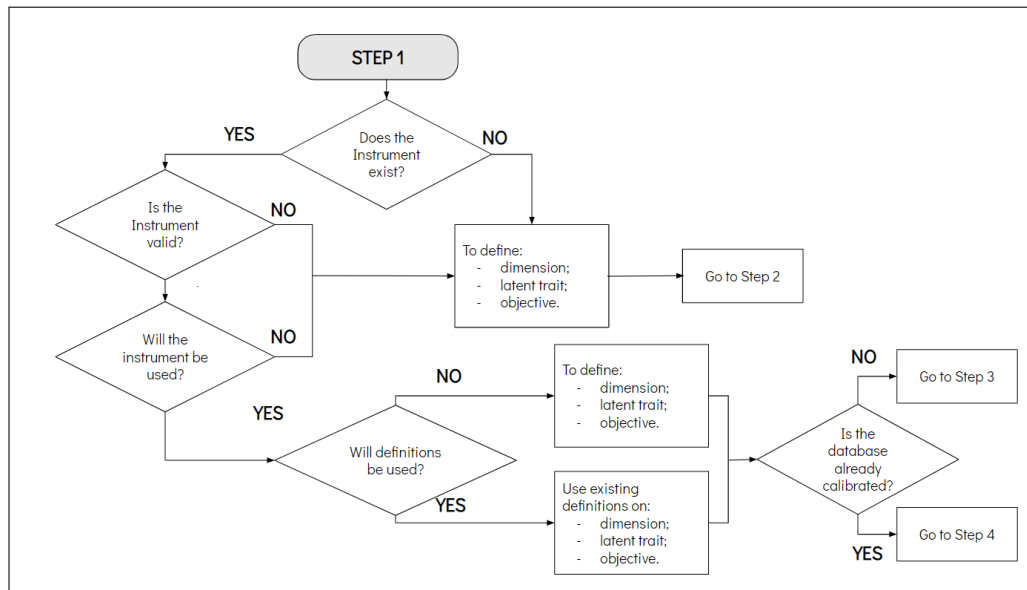 STEP 1
YES
Does the
Instrument
exist?
NO
Is the
Instrument
valid?
NO
To define:
- dimension;
- latent trait;
- objective.
Go to Step 2
Will the
instrument be
used?
NO
YES
Will definitions
be used?
NO
To define:
- dimension;
- latent trait;
- objective.
YES
Use existing
definitions on:
- dimension;
- latent trait;
- objective.
Is the
database
already
calibrated?
NO
Go to Step 3
YES
Go to Step 4